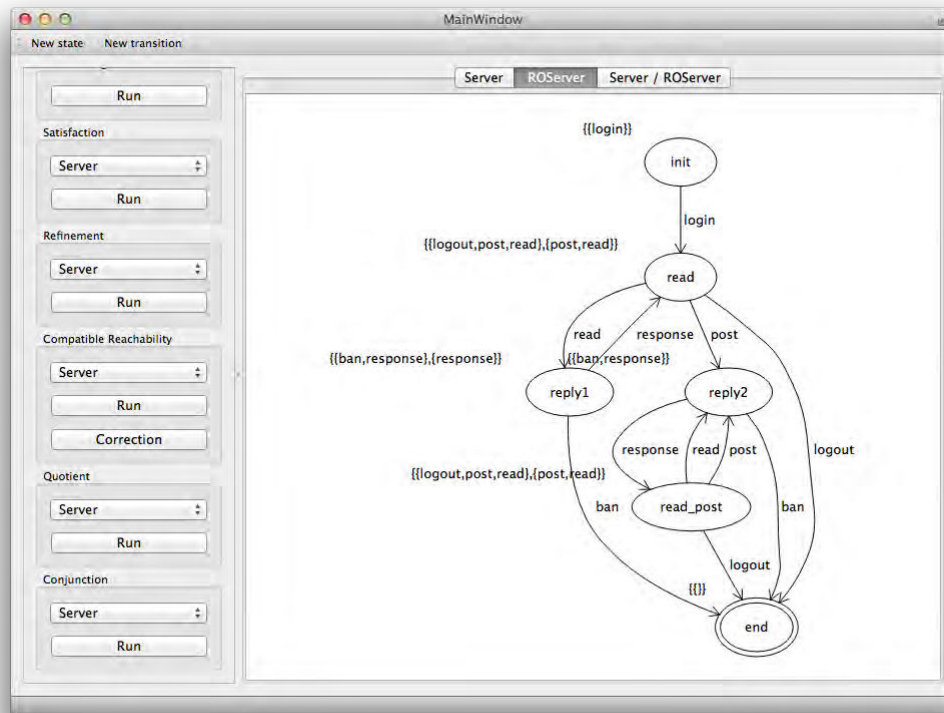 MainWindow
New state New transition
Run
Satisfaction
Server
Run
Refinement
Server
Run
Compatible Reachability
Server
Run
Correction
Quotient
Server
Run
Conjunction
Server
Run
Server ROServer Server / ROServer
{{login}}
init
login
{{logout,post,read},{post,read}}
read
read response post
{{ban,response},{response}} {{ban,response}}
reply1 reply2
response read post logout
{{logout,post,read},{post,read}}
ban read_post ban
logout
{{}}
end